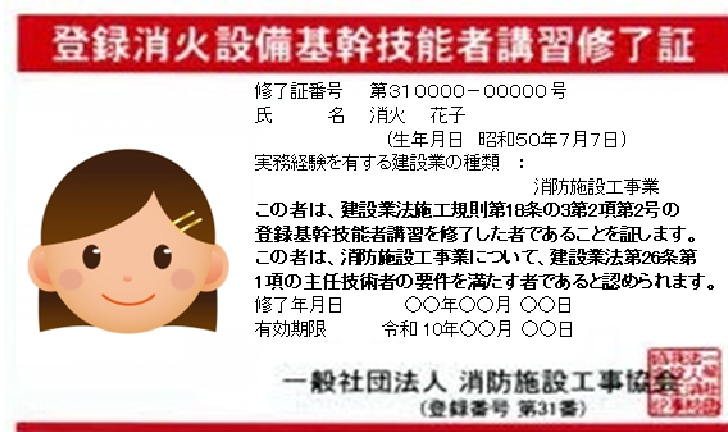 登録消火設備基幹技能者講習修了証
修了証番号　第310000−00000号
氏　　　名　消火　花子
(生年月日　昭和50年7月7日)
実務経験を有する建設業の種類　：
消防施設工事業
この者は、建設業法施工規則第18条の3第2項第2号の
登録基幹技能者講習を修了した者であることを証します。
この者は、消防施設工事業について、建設業法第26条第
1項の主任技術者の要件を満たす者であると認められます。
修了年月日　　〇〇年〇〇月 〇〇日
有効期限　　令和10年〇〇月 〇〇日
一般社団法人 消防施設工事協会
(登録番号 第31番)